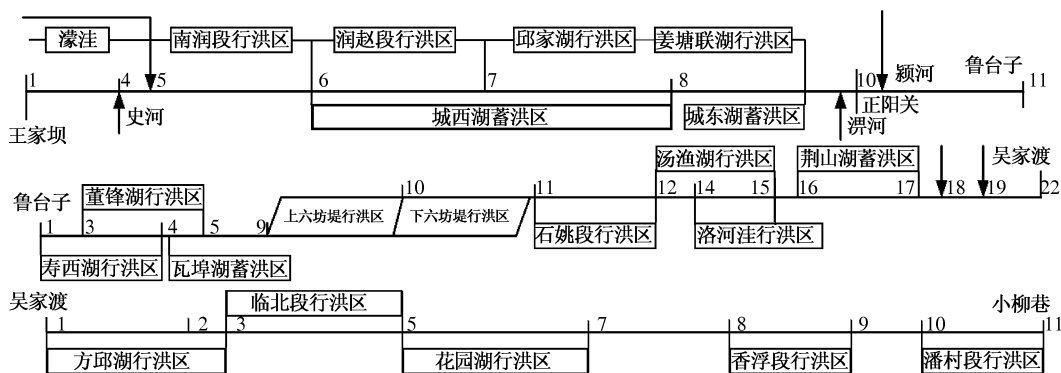 濛洼 南润段行洪区 润赵段行洪区 邱家湖行洪区 姜塘联湖行洪区
1 4 5 6 7 8 10 颍河 鲁台子 11
王家坝 史河 城西湖蓄洪区 城东湖蓄洪区 淠河 正阳关
汤渔湖行洪区 荆山湖蓄洪区 吴家渡
鲁台子 董锋湖行洪区
1 3 4 5 9 10 11 12 14 15 16 17 18 19 22
上六坊堤行洪区 下六坊堤行洪区
寿西湖行洪区 瓦埠湖蓄洪区 石姚段行洪区 洛河洼行洪区
吴家渡 临北段行洪区 小柳巷
1 2 3 5 7 8 9 10 11
方邱湖行洪区 花园湖行洪区 香浮段行洪区 潘村段行洪区